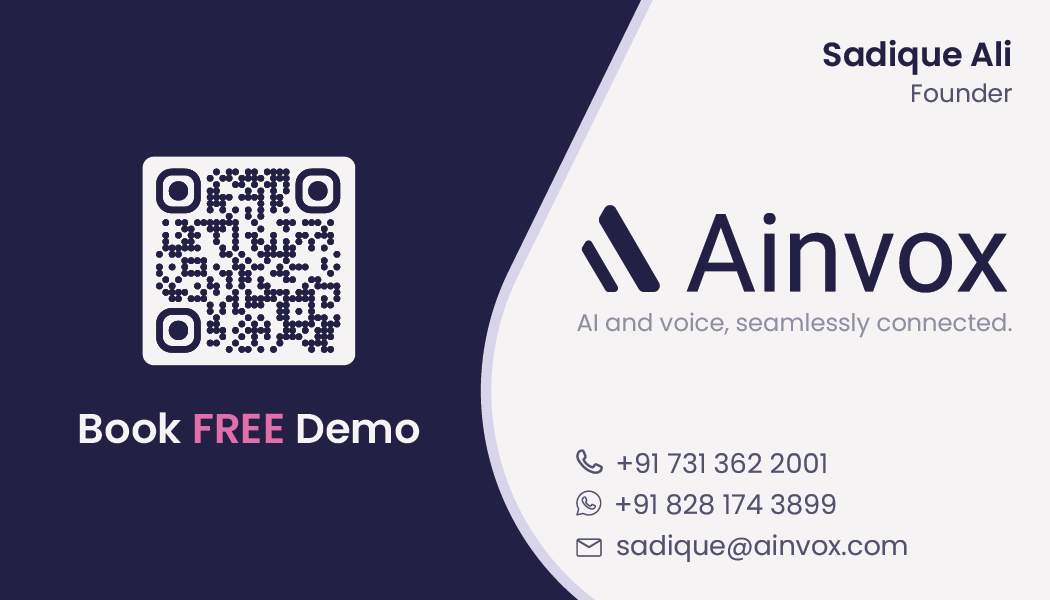 Sadique Ali
Founder
Ainvox
AI and voice, seamlessly connected.
Book FREE Demo
+91 731 362 2001
+91 828 174 3899
sadique@ainvox.com